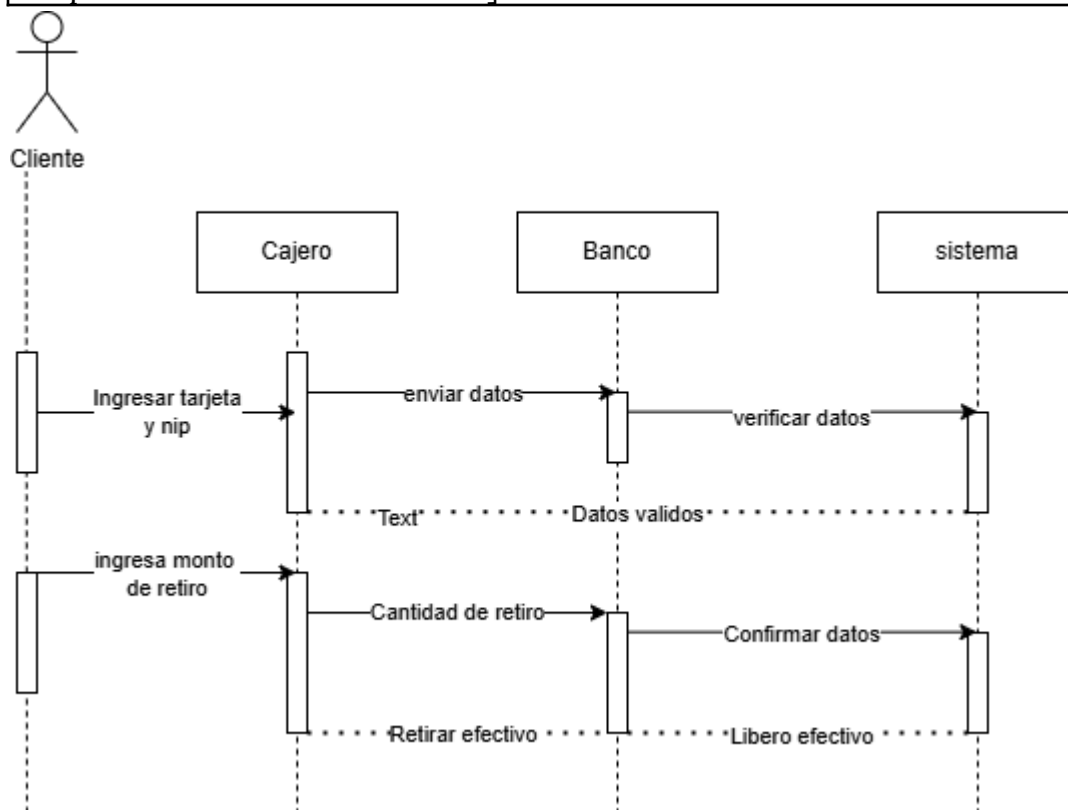 Cliente
Cajero
Banco
sistema
Ingresar tarjeta
y nip
enviar datos
verificar datos
Text
Datos validos
ingresa monto
de retiro
Cantidad de retiro
Confirmar datos
Retirar efectivo
Libero efectivo